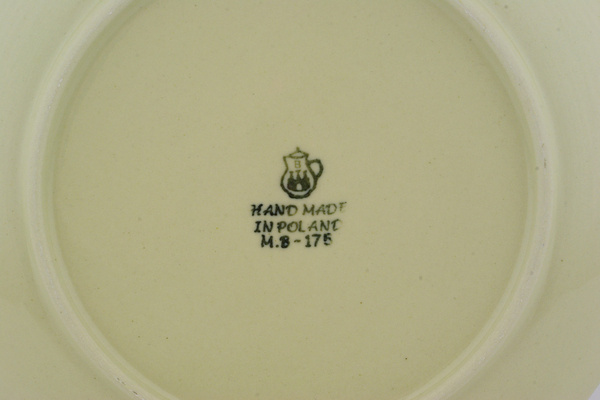 B
HAND MADE
IN POLAND
M.B-175